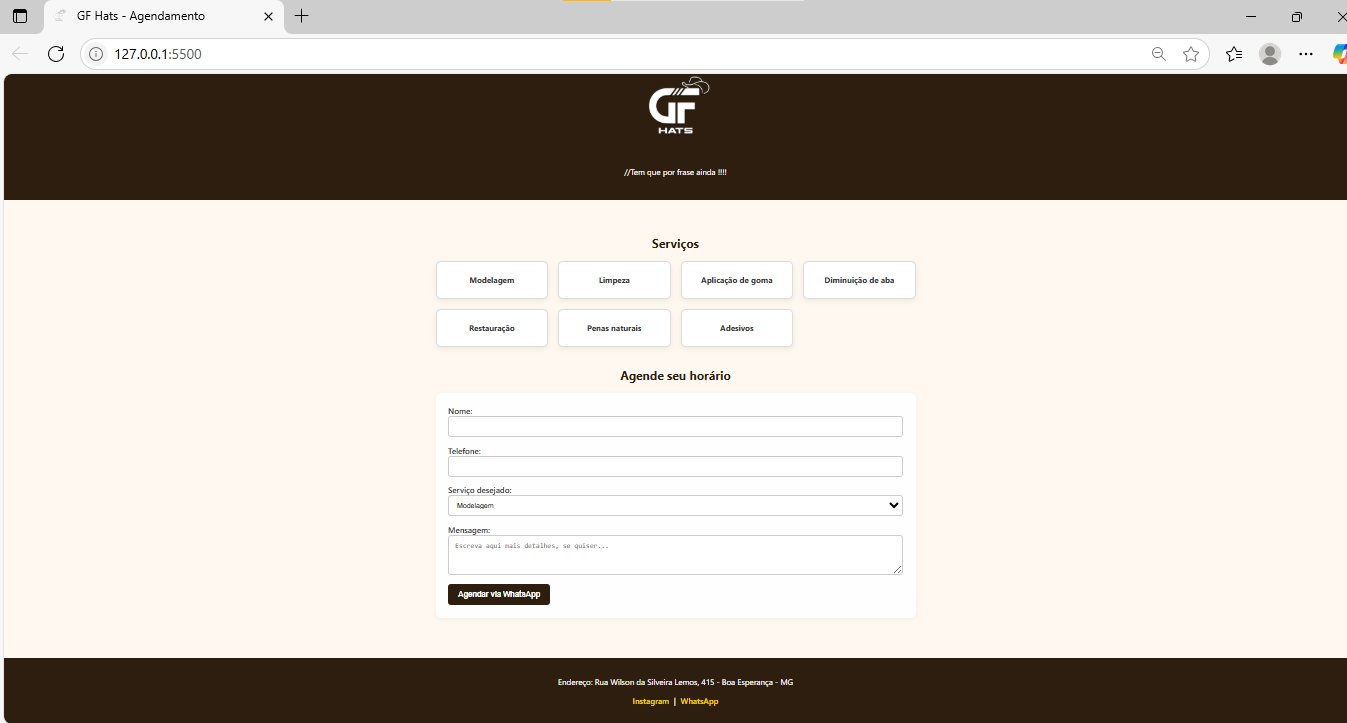 GF Hats - Agendamento
127.0.0.1:5500
GF
HATS
//Tem que por frase ainda !!!!
Serviços
Modelagem Limpeza Aplicação de goma Diminuição de aba
Restauração Penas naturais Adesivos
Agende seu horário
Nome:
Telefone:
Serviço desejado:
Modelagem
Mensagem:
Escreva aqui mais detalhes, se quiser...
Agendar via WhatsApp
Endereço: Rua Wilson da Silveira Lemos, 415 - Boa Esperança - MG
Instagram | WhatsApp